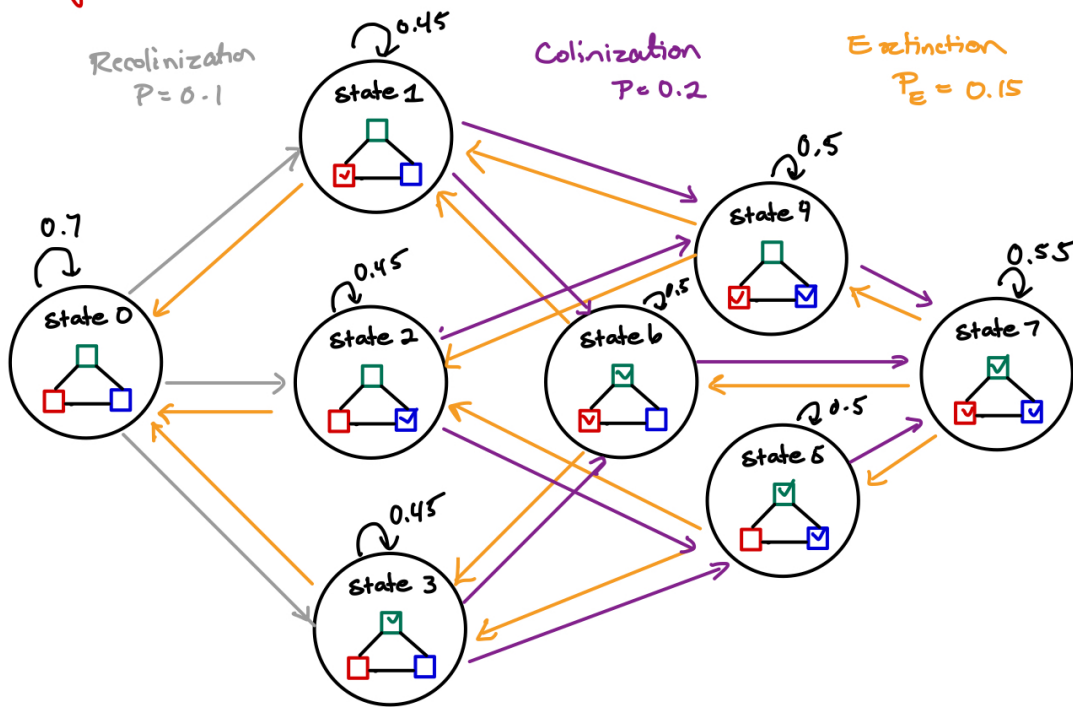 0.45
Recolinization
P = 0.1
Colinization
P = 0.2
Extinction
P_E = 0.15
State 1
0.5
State 4
0.7
0.45
0.55
State 0
State 2
0.5
State 6
State 7
0.5
State 5
0.45
State 3